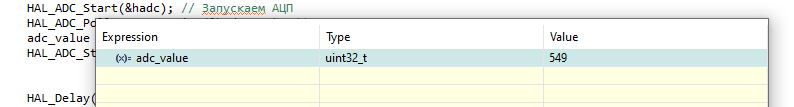 HAL_ADC_Start(&hadc); // Запускаем АЦП
HAL_ADC_Po
adc_value
HAL_ADC_St
HAL_Delay(
Expression Type Value
(x)= adc_value uint32_t 549